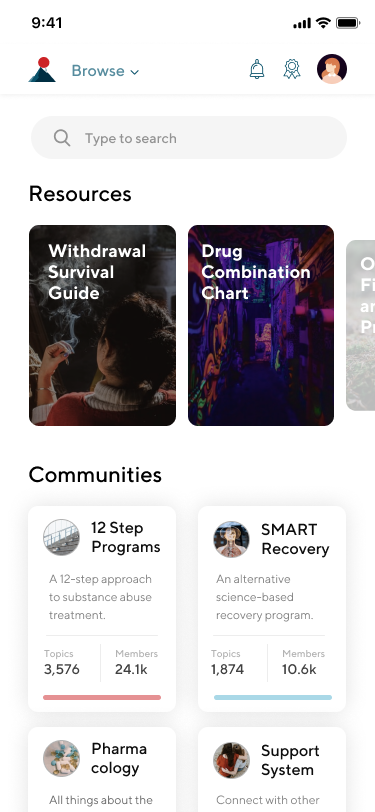 9:41
Browse
Type to search
Resources
Withdrawal
Survival
Guide
Drug
Combination
Chart
Communities
12 Step
Programs
A 12-step approach
to substance abuse
treatment.
Topics
Members
3,576
24.1k
SMART
Recovery
An alternative
science-based
recovery program.
Topics
Members
1,874
10.6k
Pharma
cology
All things about the
Support
System
Connect with other